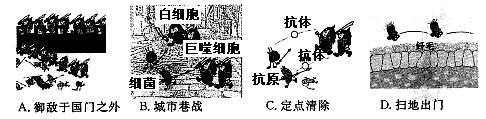 白细胞
巨噬细胞
细菌
抗体
抗体
抗原
纤毛
A. 御敌于国门之外 B. 城市巷战 C. 定点清除 D. 扫地出门